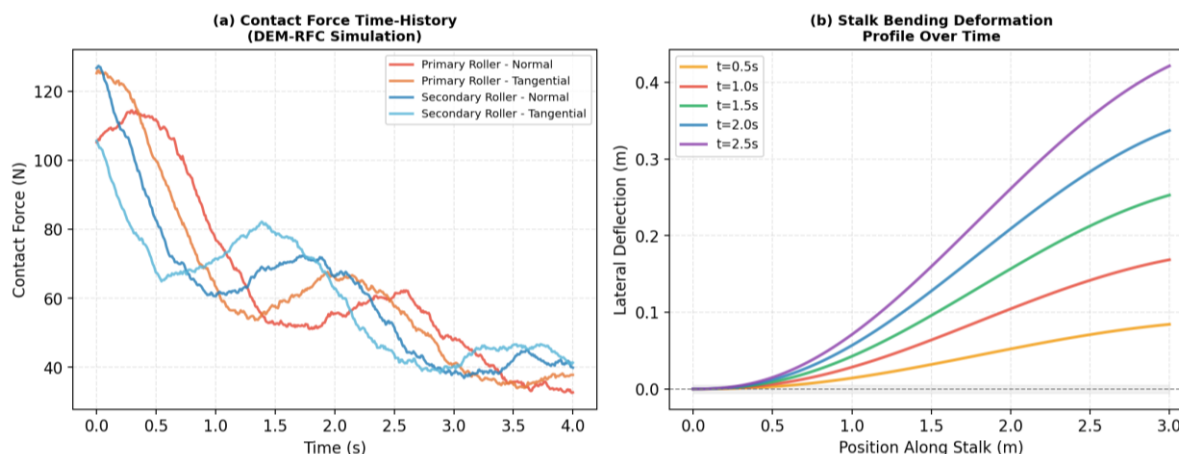 (a) Contact Force Time-History
(DEM-RFC Simulation)
Primary Roller - Normal
Primary Roller - Tangential
Secondary Roller - Normal
Secondary Roller - Tangential
Contact Force (N)
120
100
80
60
40
0.0 0.5 1.0 1.5 2.0 2.5 3.0 3.5 4.0
Time (s)
(b) Stalk Bending Deformation
Profile Over Time
t=0.5s
t=1.0s
t=1.5s
t=2.0s
t=2.5s
Lateral Deflection (m)
0.4
0.3
0.2
0.1
0.0
0.0 0.5 1.0 1.5 2.0 2.5 3.0
Position Along Stalk (m)